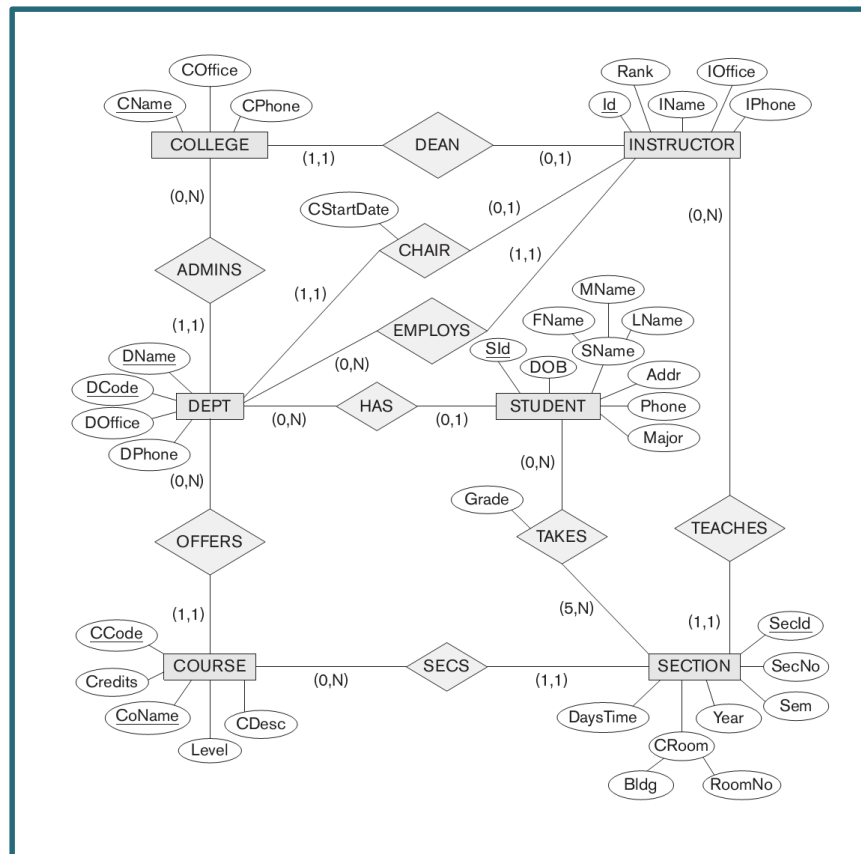 COffice
Rank
IOffice
CName
CPhone
Id
IName
IPhone
COLLEGE
DEAN
INSTRUCTOR
(1,1)
(0,1)
(0,N)
CStartDate
(0,1)
(0,N)
CHAIR
ADMINS
(1,1)
(1,1)
MName
(1,1)
EMPLOYS
FName
LName
DName
(0,N)
SId
SName
DOB
DCode
Addr
DEPT
HAS
STUDENT
Phone
DOffice
(0,N)
(0,1)
Major
DPhone
(0,N)
(0,N)
Grade
OFFERS
TAKES
TEACHES
(1,1)
(5,N)
(1,1)
CCode
SecId
COURSE
SECS
SECTION
SecNo
Credits
(0,N)
(1,1)
CoName
CDesc
DaysTime
Year
Sem
Level
CRoom
Bldg
RoomNo